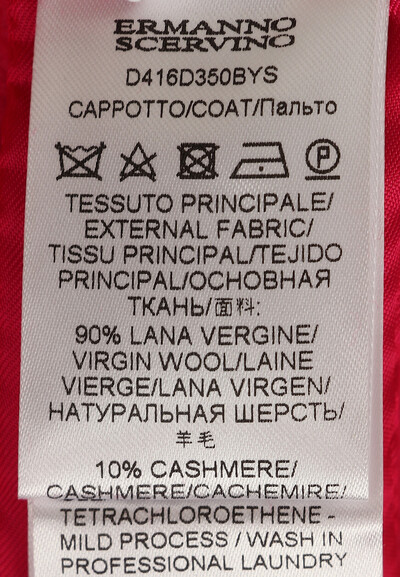 ERMANNO
SCERVINO
D416D350BYS
CAPPOTTO/COAT/Пальто
P
TESSUTO PRINCIPALE/
EXTERNAL FABRIC/
TISSU PRINCIPAL/TEJIDO
PRINCIPAL/ОСНОВНАЯ
ТКАНЬ/面料:
90% LANA VERGINE/
VIRGIN WOOL/LAINE
VIERGE/LANA VIRGEN/
НАТУРАЛЬНАЯ ШЕРСТЬ/
羊毛
10% CASHMERE/
CASHMERE/CACHEMIRE/
TETRACHLOROETHENE -
MILD PROCESS / WASH IN
PROFESSIONAL LAUNDRY